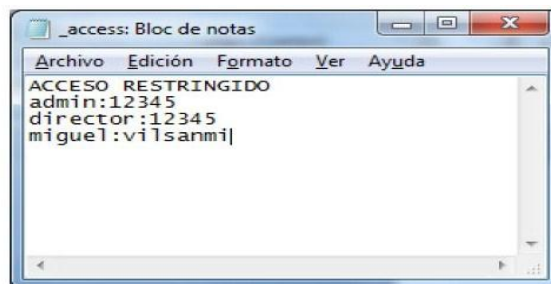 _access: Bloc de notas
Archivo Edición Formato Ver Ayuda
ACCESO RESTRINGIDO
admin:12345
director:12345
miguel:vilsanmi